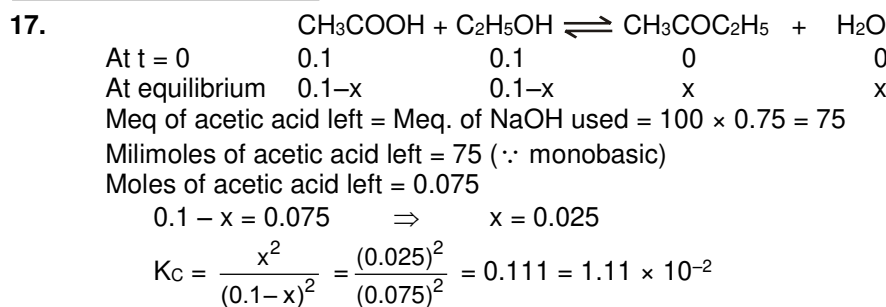 17. CH₃COOH + C₂H₅OH ⇌ CH₃COC₂H₅ + H₂O
At t = 0 0.1 0.1 0 0
At equilibrium 0.1–x 0.1–x x x
Meq of acetic acid left = Meq. of NaOH used = 100 × 0.75 = 75
Milimoles of acetic acid left = 75 (∵ monobasic)
Moles of acetic acid left = 0.075
0.1 – x = 0.075 ⇒ x = 0.025
K_C = x² / (0.1– x)² = (0.025)² / (0.075)² = 0.111 = 1.11 × 10⁻²